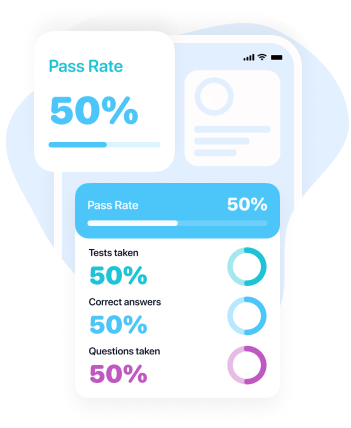 Pass Rate
50%
Pass Rate
50%
Tests taken
50%
Correct answers
50%
Questions taken
50%